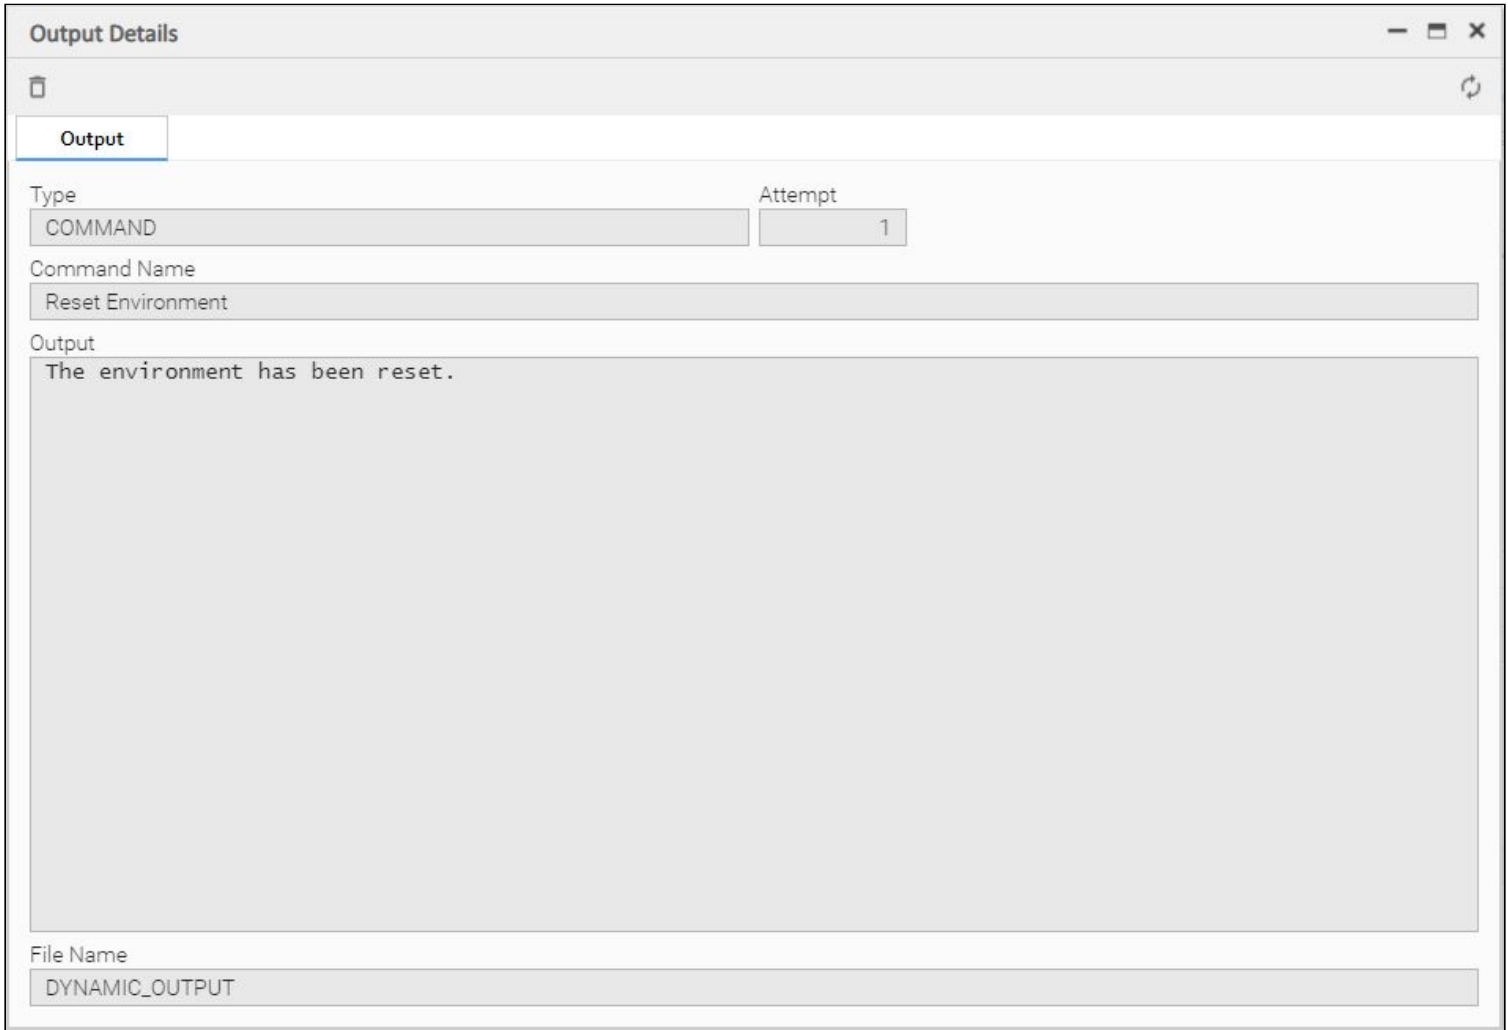 Output Details
Output
Type
Attempt
COMMAND
1
Command Name
Reset Environment
Output
The environment has been reset.
File Name
DYNAMIC_OUTPUT